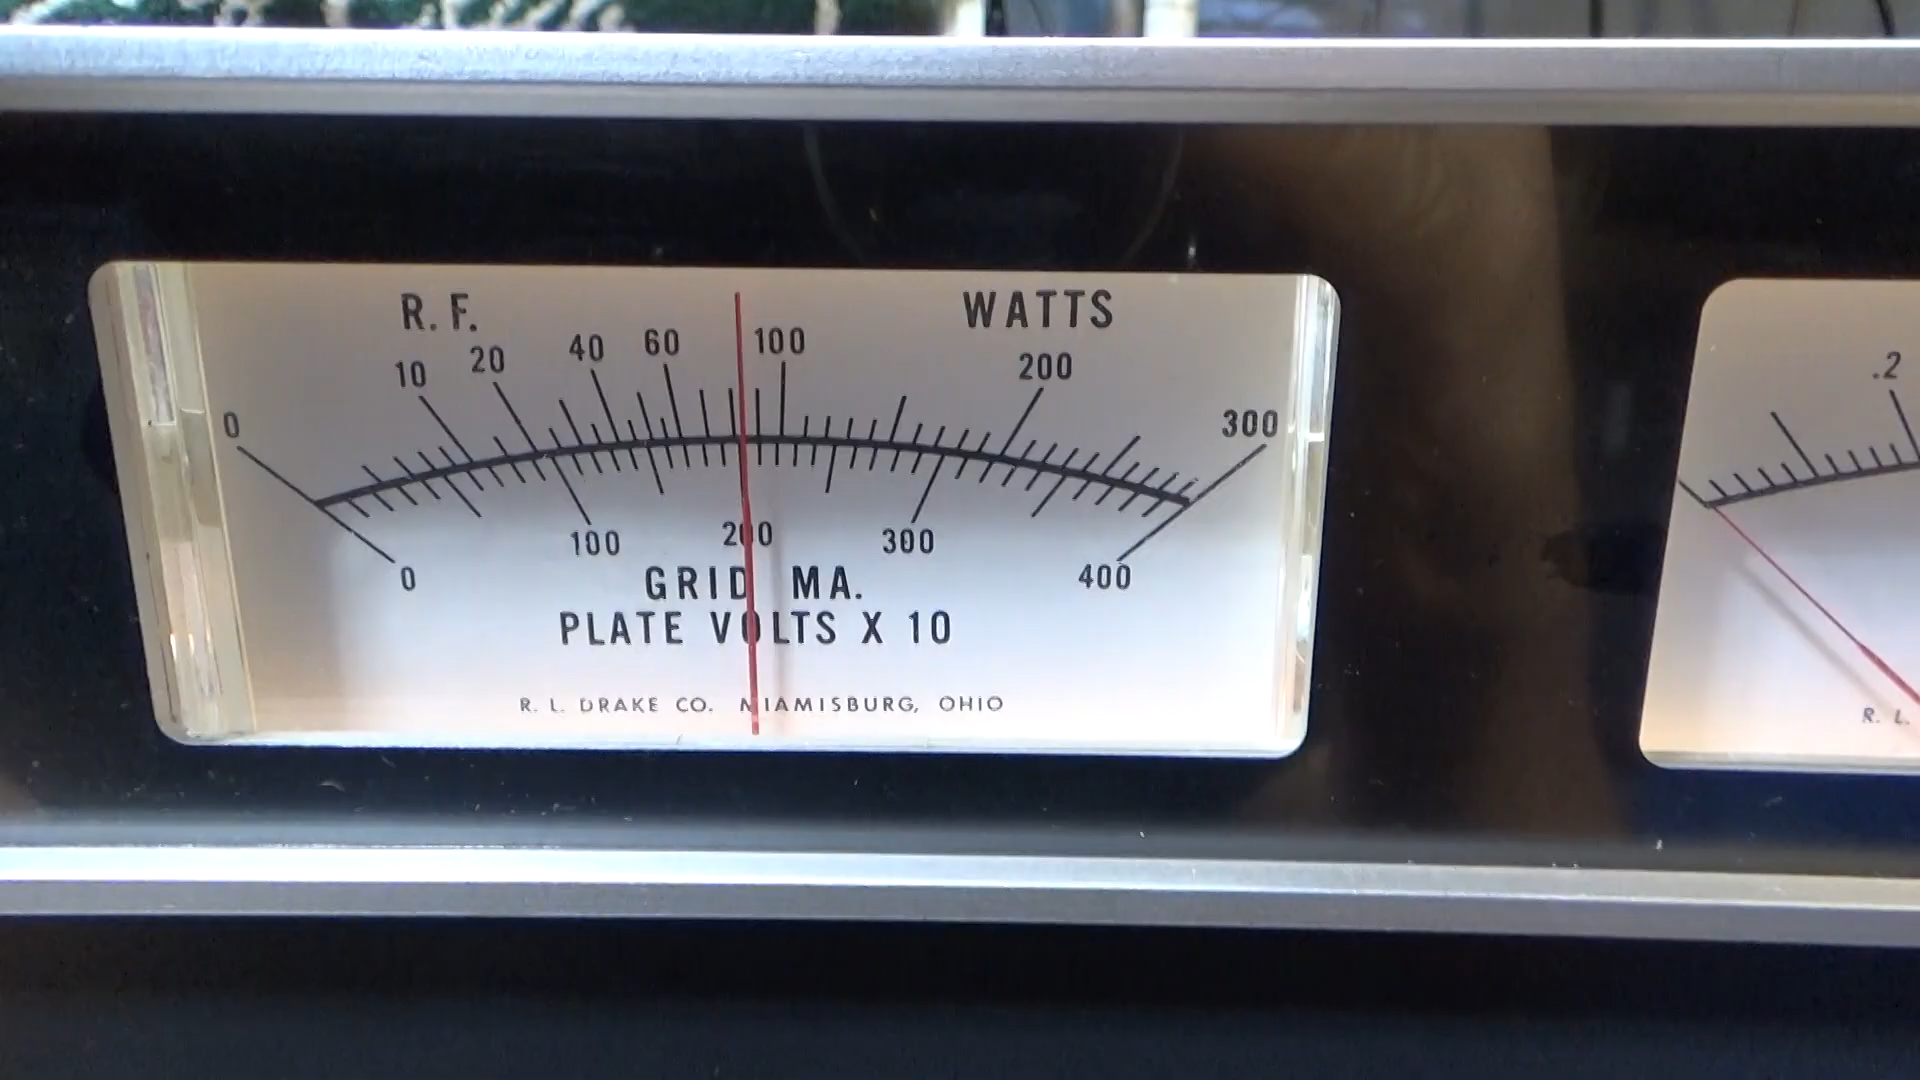 R. F. WATTS
0 10 20 40 60 100 200 300
0 100 200 300 400
GRID MA.
PLATE VOLTS X 10
R. L. DRAKE CO. MIAMISBURG, OHIO
.2
R. L.